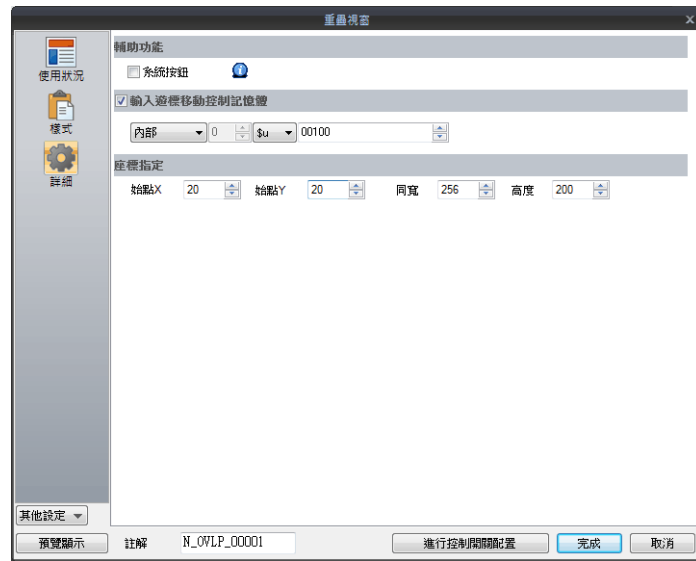 重疊視窗
使用狀況
樣式
詳細
輔助功能
系統按鈕
輸入遊標移動控制記憶體
內部 0 $u 00100
座標指定
始點X 20 始點Y 20 同寬 256 高度 200
其他設定
預覽顯示 註解 N_OVLP_00001 進行控制開關配置 完成 取消